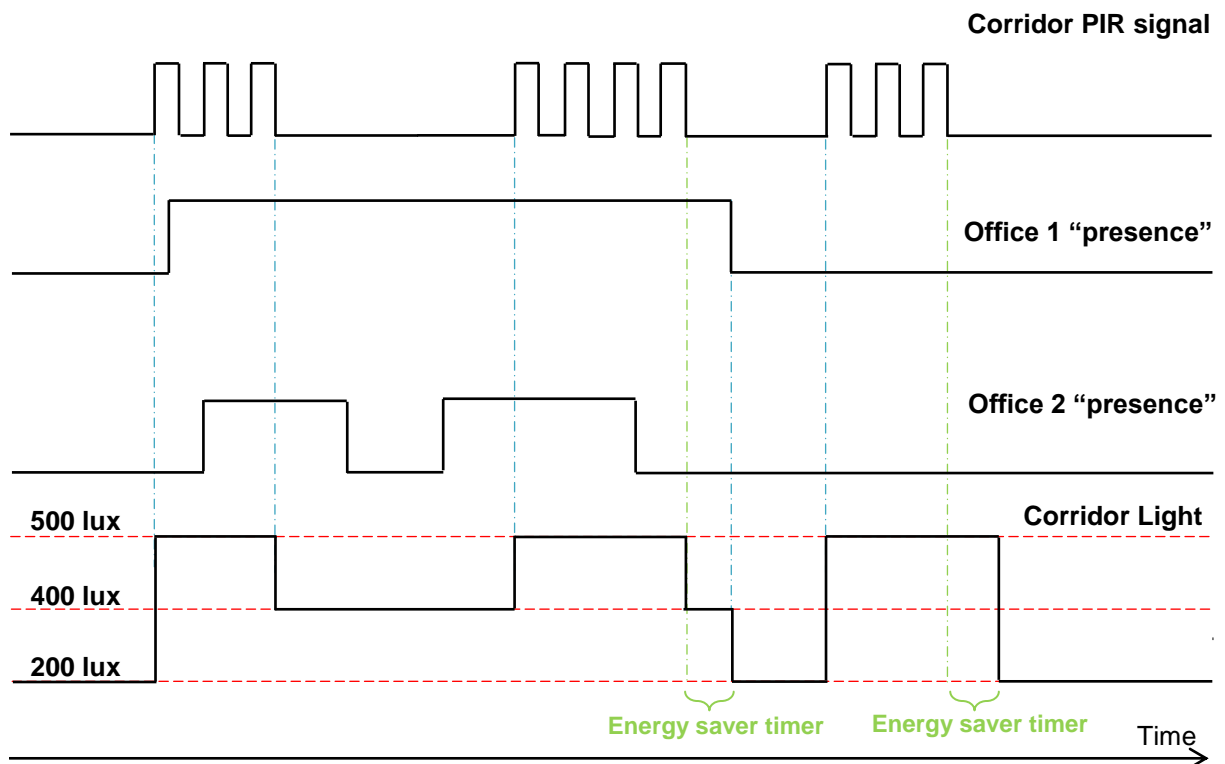 Corridor PIR signal
Office 1 “presence”
Office 2 “presence”
500 lux
Corridor Light
400 lux
200 lux
Energy saver timer
Energy saver timer
Time